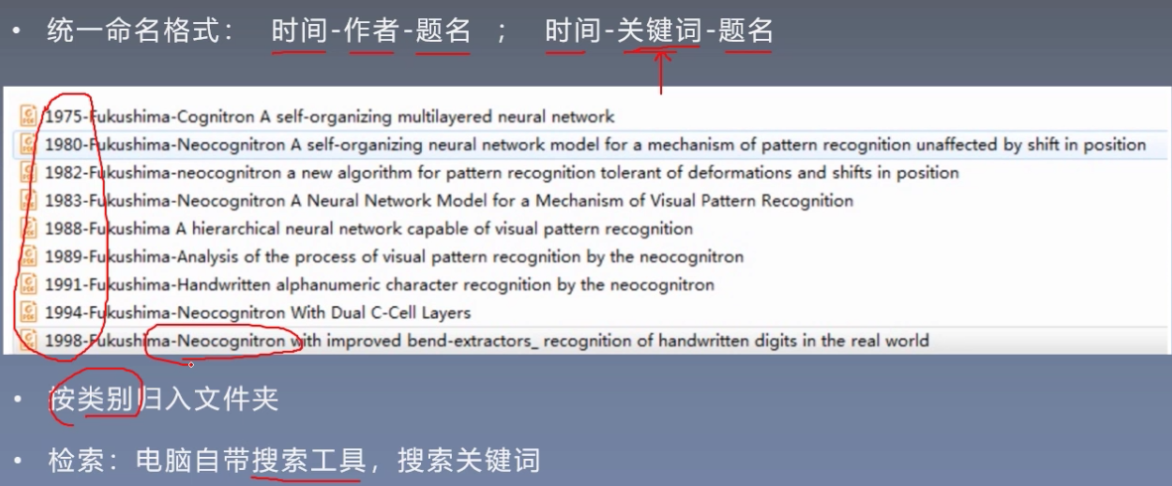 • 统一命名格式： 时间-作者-题名 ； 时间-关键词-题名
1975-Fukushima-Cognitron A self-organizing multilayered neural network
1980-Fukushima-Neocognitron A self-organizing neural network model for a mechanism of pattern recognition unaffected by shift in position
1982-Fukushima-neocognitron a new algorithm for pattern recognition tolerant of deformations and shifts in position
1983-Fukushima-Neocognitron A Neural Network Model for a Mechanism of Visual Pattern Recognition
1988-Fukushima A hierarchical neural network capable of visual pattern recognition
1989-Fukushima-Analysis of the process of visual pattern recognition by the neocognitron
1991-Fukushima-Handwritten alphanumeric character recognition by the neocognitron
1994-Fukushima-Neocognitron With Dual C-Cell Layers
1998-Fukushima-Neocognitron with improved bend-extractors_ recognition of handwritten digits in the real world
• 按类别归入文件夹
• 检索：电脑自带搜索工具，搜索关键词